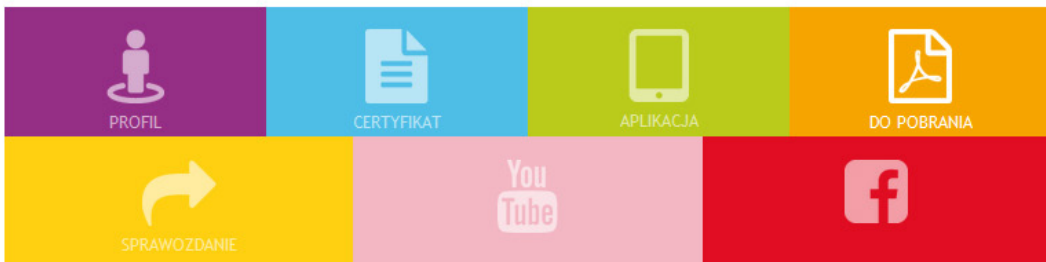 PROFIL
CERTYFIKAT
APLIKACJA
DO POBRANIA
SPRAWOZDANIE
You
Tube
f